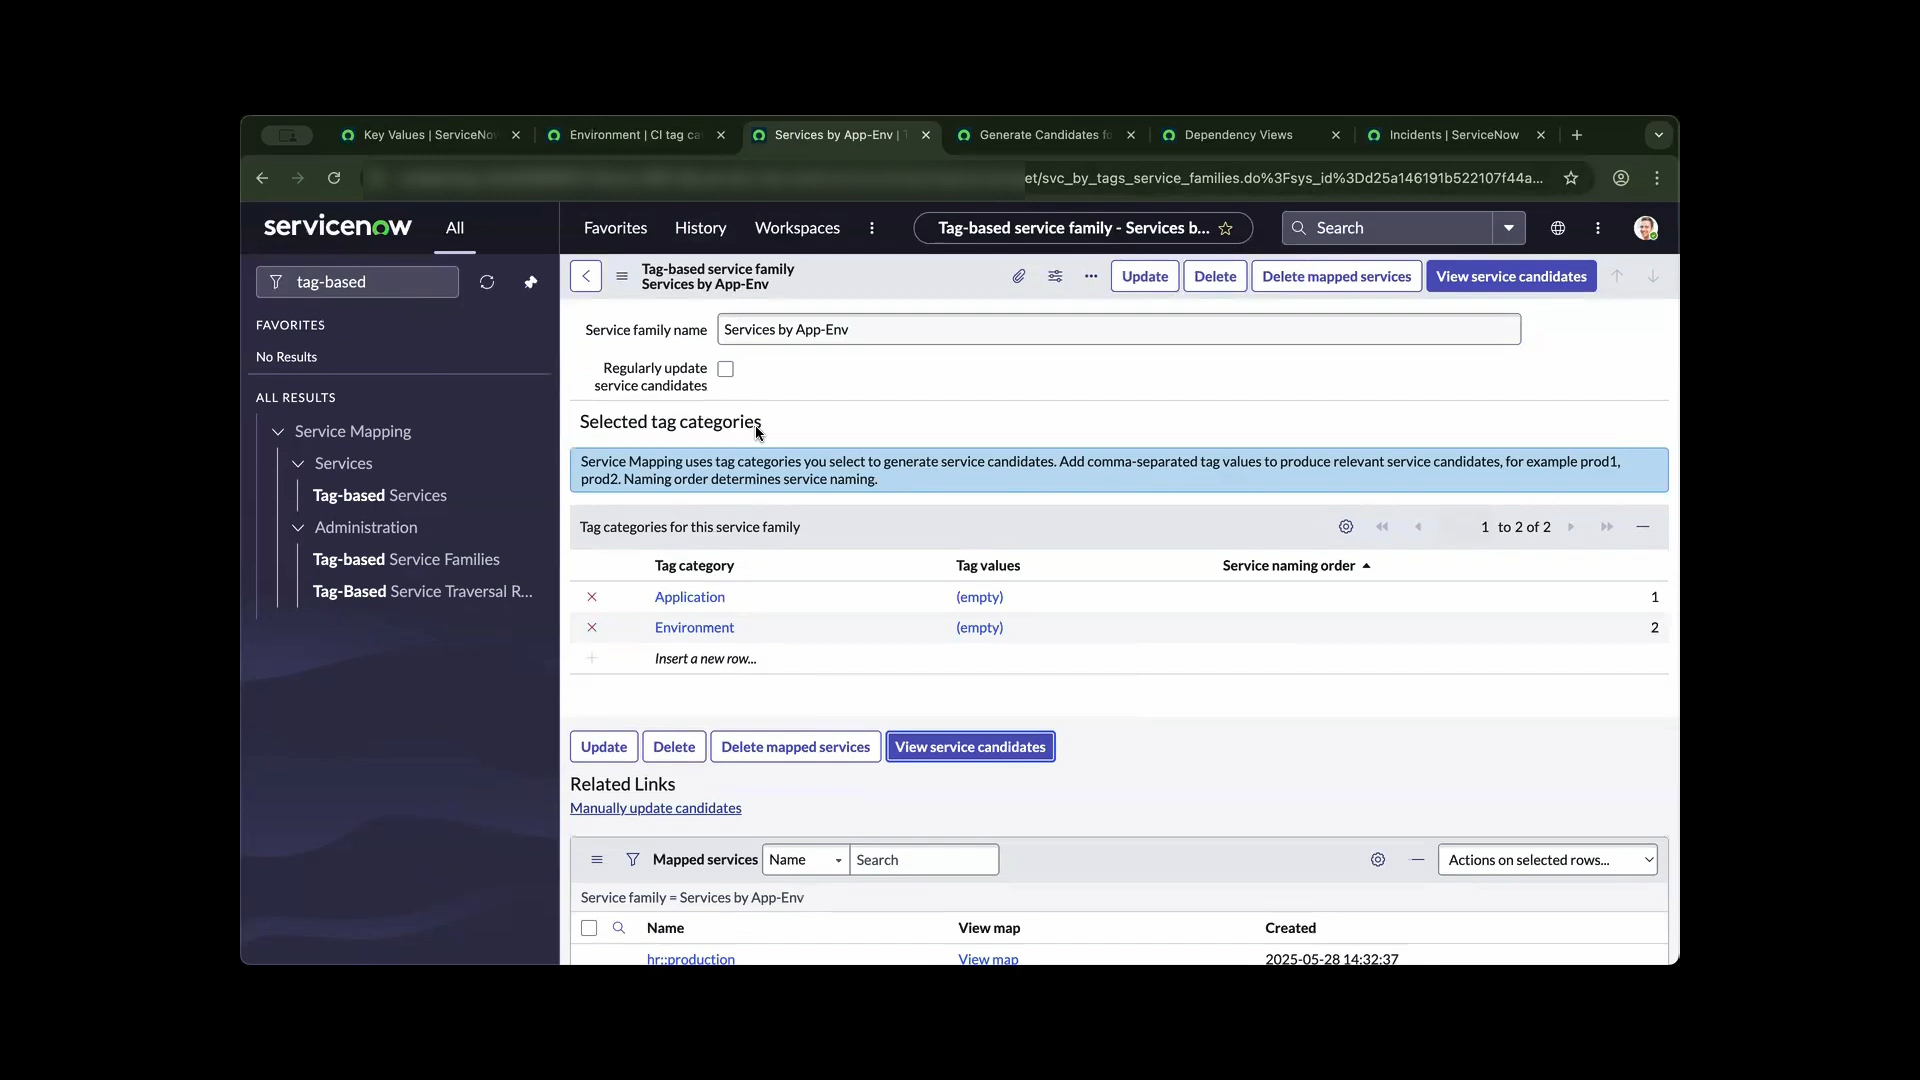 Key Values | ServiceNo
Environment | CI tag ca
Services by App-Env |
Generate Candidates fo
Dependency Views
Incidents | ServiceNow
et/svc_by_tags_service_families.do%3Fsys_id%3Dd25a146191b522107f44a...
servicenow
All
Favorites
History
Workspaces
Tag-based service family - Services b...
Search
tag-based
FAVORITES
No Results
ALL RESULTS
Service Mapping
Services
Tag-based Services
Administration
Tag-based Service Families
Tag-Based Service Traversal R...
Tag-based service family
Services by App-Env
Update
Delete
Delete mapped services
View service candidates
Service family name
Services by App-Env
Regularly update
service candidates
Selected tag categories
Service Mapping uses tag categories you select to generate service candidates. Add comma-separated tag values to produce relevant service candidates, for example prod1,
prod2. Naming order determines service naming.
Tag categories for this service family
1 to 2 of 2
Tag category
Tag values
Service naming order
Application
(empty)
1
Environment
(empty)
2
Insert a new row...
Update
Delete
Delete mapped services
View service candidates
Related Links
Manually update candidates
Mapped services
Name
Search
Actions on selected rows...
Service family = Services by App-Env
Name
View map
Created
hr::production
View map
2025-05-28 14:32:37